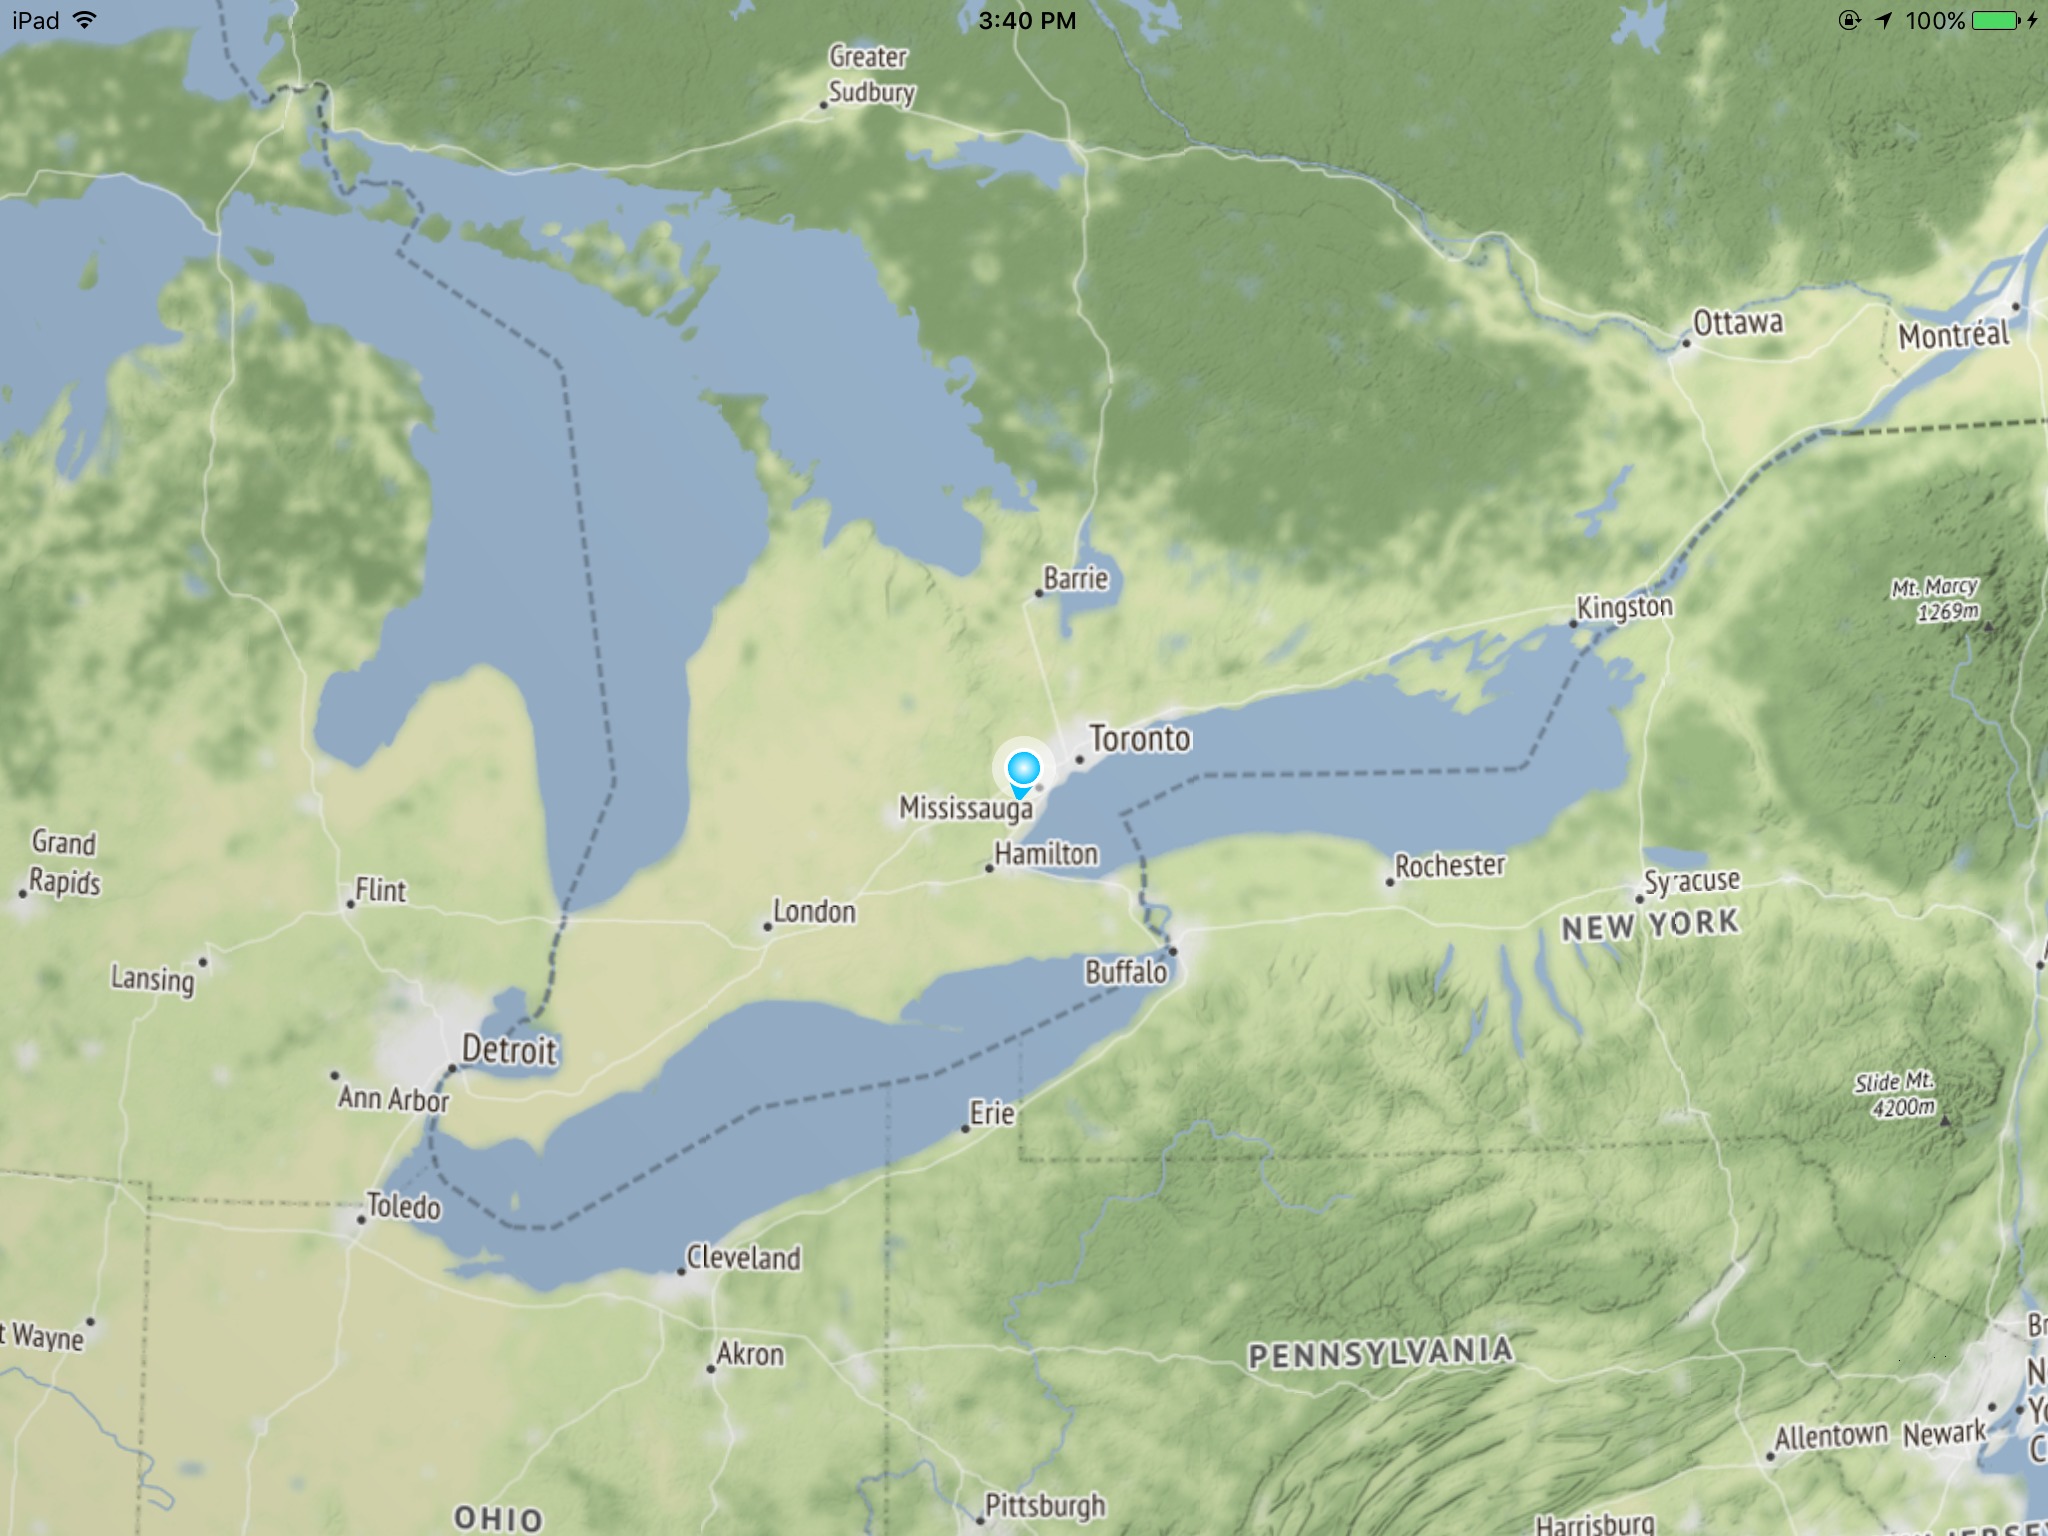 iPad
3:40 PM
100%
Greater
Sudbury
Ottawa
Montréal
Barrie
Kingston
Mt. Marcy
1269m
Toronto
Mississauga
Hamilton
Grand
Rapids
Flint
Rochester
Syracuse
NEW YORK
London
Lansing
Buffalo
Detroit
Ann Arbor
Erie
Slide Mt.
4200m
Toledo
Cleveland
t Wayne
Akron
PENNSYLVANIA
Br
N
Yo
C
Allentown
Newark
Pittsburgh
OHIO
Harrisburg
JERSEY